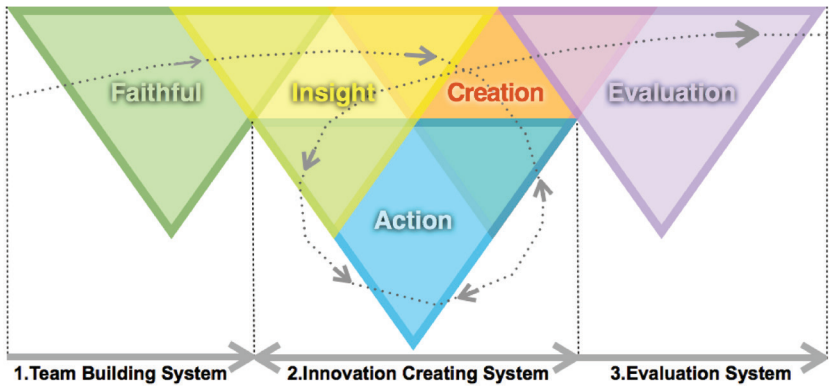 Faithful
Insight
Creation
Evaluation
Action
1.Team Building System
2.Innovation Creating System
3.Evaluation System